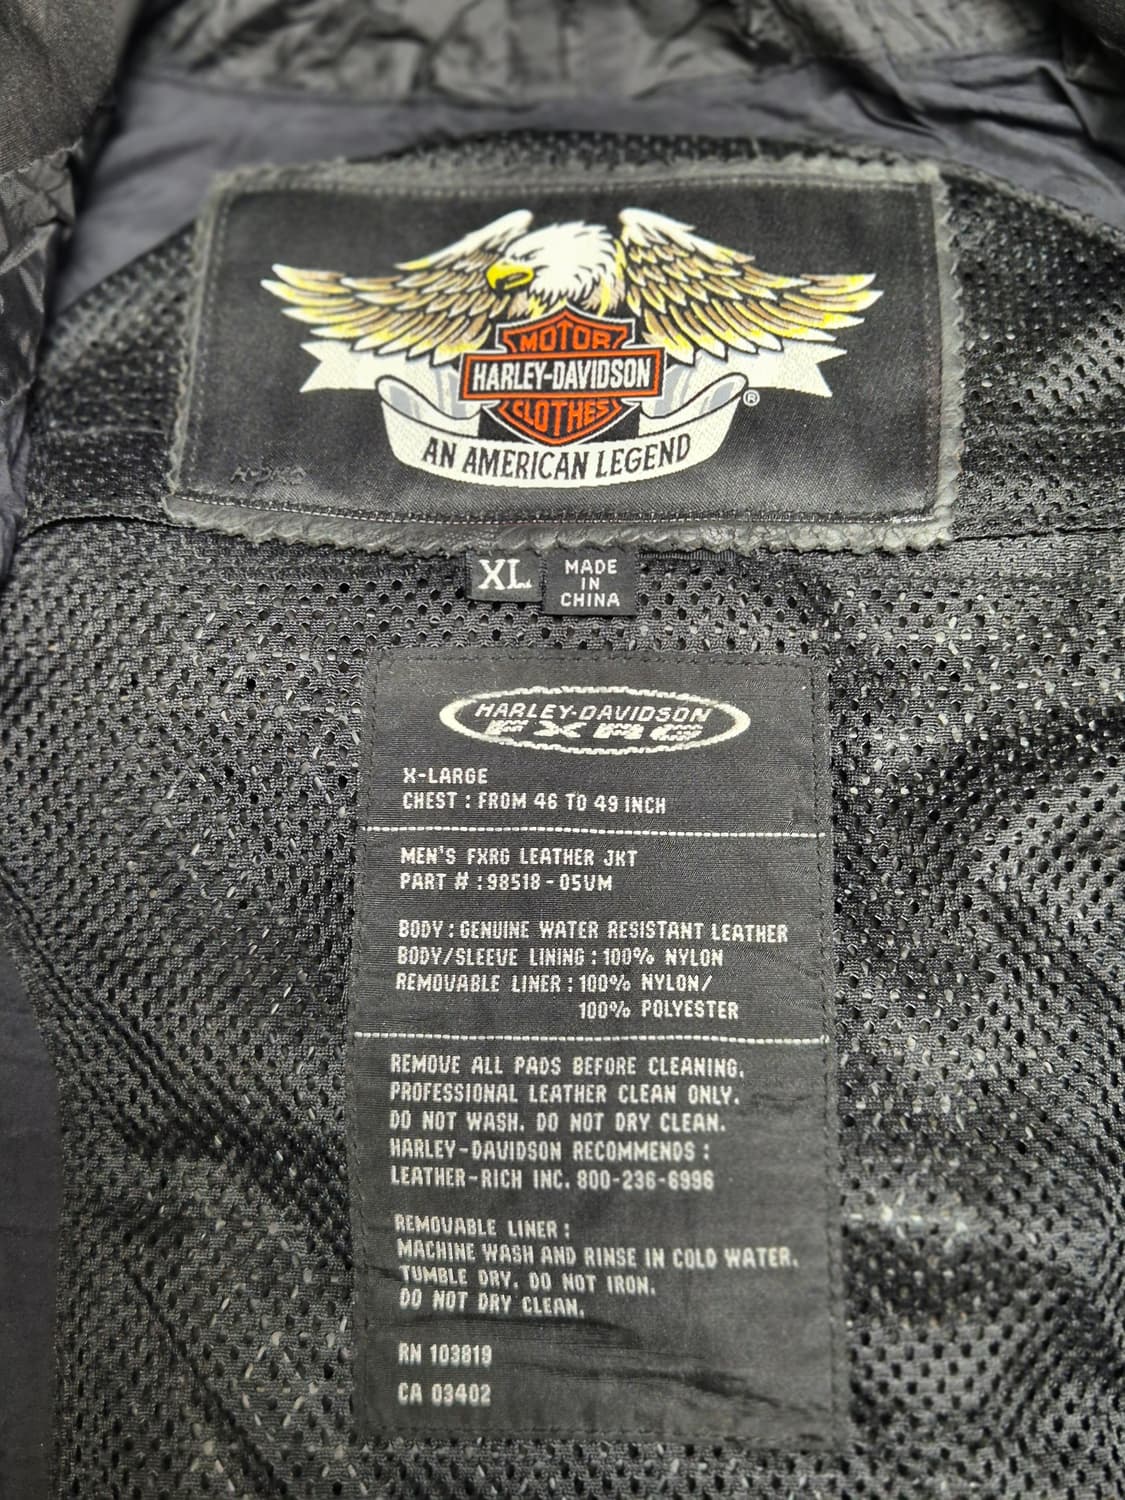 MOTOR
HARLEY-DAVIDSON
CLOTHES
®
AN AMERICAN LEGEND
XL
MADE
IN
CHINA
HARLEY-DAVIDSON
FXRG
X-LARGE
CHEST : FROM 46 TO 49 INCH
MEN'S FXRG LEATHER JKT
PART # : 98518-05VM
BODY : GENUINE WATER RESISTANT LEATHER
BODY/SLEEVE LINING : 100% NYLON
REMOVABLE LINER : 100% NYLON/
100% POLYESTER
REMOVE ALL PADS BEFORE CLEANING.
PROFESSIONAL LEATHER CLEAN ONLY.
DO NOT WASH. DO NOT DRY CLEAN.
HARLEY-DAVIDSON RECOMMENDS :
LEATHER-RICH INC. 800-236-6996
REMOVABLE LINER :
MACHINE WASH AND RINSE IN COLD WATER.
TUMBLE DRY. DO NOT IRON.
DO NOT DRY CLEAN.
RN 103819
CA 03402